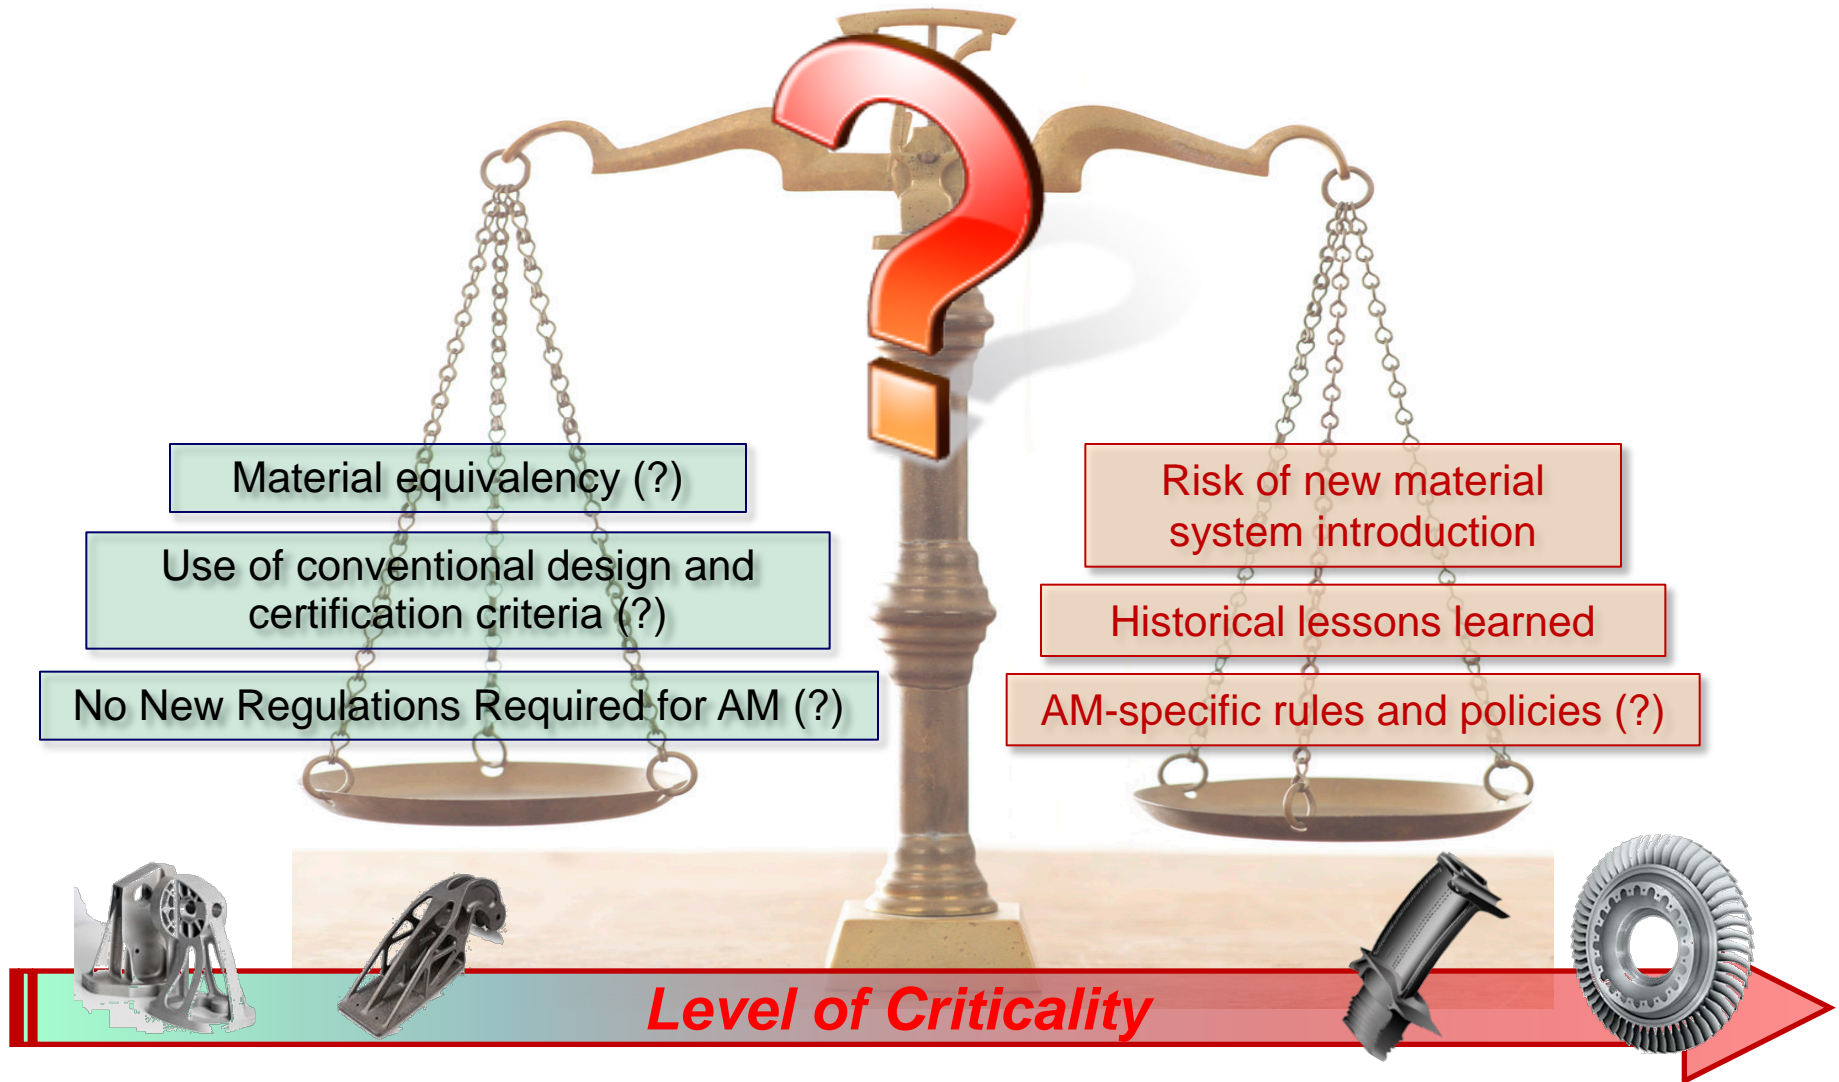 Material equivalency (?)
Use of conventional design and
certification criteria (?)
No New Regulations Required for AM (?)
Risk of new material
system introduction
Historical lessons learned
AM-specific rules and policies (?)
Level of Criticality